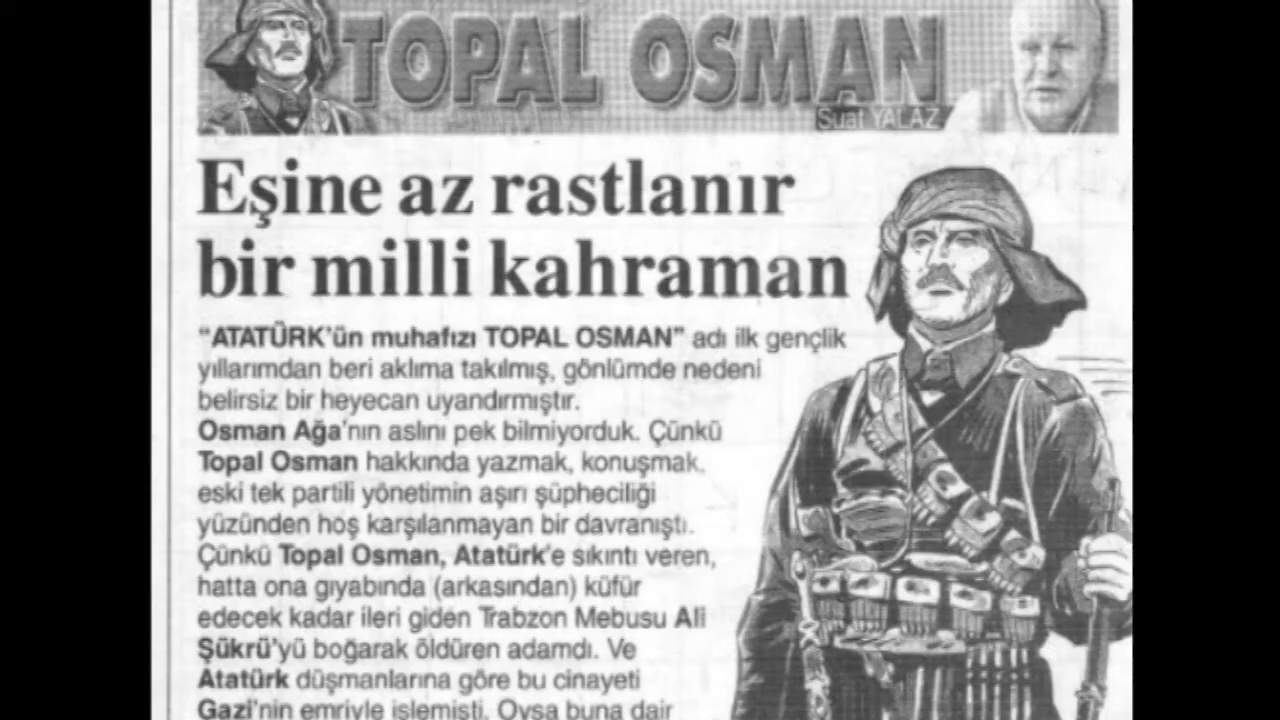 TOPAL OSMAN
Suat YALAZ
Eşine az rastlanır
bir milli kahraman
“ATATÜRK’ün muhafızı TOPAL OSMAN” adı ilk gençlik
yıllarımdan beri aklıma takılmış, gönlümde nedeni
belirsiz bir heyecan uyandırmıştır.
Osman Ağa’nın aslını pek bilmiyorduk. Çünkü
Topal Osman hakkında yazmak, konuşmak,
eski tek partili yönetimin aşırı şüpheciliği
yüzünden hoş karşılanmayan bir davranıştı.
Çünkü Topal Osman, Atatürk’e sıkıntı veren,
hatta ona gıyabında (arkasından) küfür
edecek kadar ileri giden Trabzon Mebusu Ali
Şükrü’yü boğarak öldüren adamdı. Ve
Atatürk düşmanlarına göre bu cinayeti
Gazi’nin emriyle işlemişti. Oysa buna dair